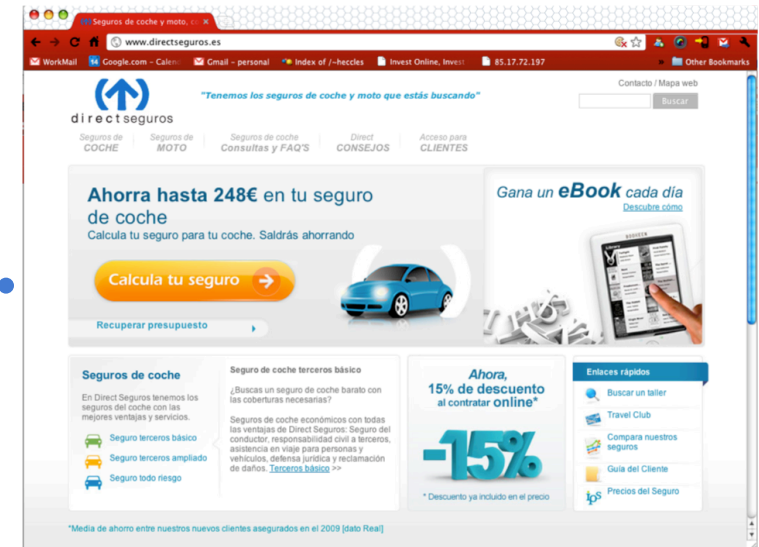 Seguros de coche y moto, co
www.directseguros.es
WorkMail
14 Google.com – Calen
Gmail – personal
Index of /~heccles
Invest Online, Invest
85.17.72.197
»
Other Bookmarks
directseguros
"Tenemos los seguros de coche y moto que estás buscando"
Contacto / Mapa web
Buscar
Seguros de
COCHE
Seguros de
MOTO
Seguros de coche
Consultas y FAQ'S
Direct
CONSEJOS
Acceso para
CLIENTES
Ahorra hasta 248€ en tu seguro
de coche
Calcula tu seguro para tu coche. Saldrás ahorrando
Calcula tu seguro
Recuperar presupuesto
Gana un eBook cada día
Descubre cómo
Library
Seguros de coche
En Direct Seguros tenemos los
seguros del coche con las
mejores ventajas y servicios.
Seguro terceros básico
Seguro terceros ampliado
Seguro todo riesgo
Seguro de coche terceros básico
¿Buscas un seguro de coche barato con
las coberturas necesarias?
Seguros de coche económicos con todas
las ventajas de Direct Seguros: Seguro del
conductor, responsabilidad civil a terceros,
asistencia en viaje para personas y
vehículos, defensa jurídica y reclamación
de daños. Terceros básico >>
Ahora,
15% de descuento
al contratar online*
-15%
* Descuento ya incluido en el precio
Enlaces rápidos
Buscar un taller
Travel Club
Compara nuestros
seguros
Guia del Cliente
ips Precios del Seguro
*Media de ahorro entre nuestros nuevos clientes asegurados en el 2009 [dato Real]